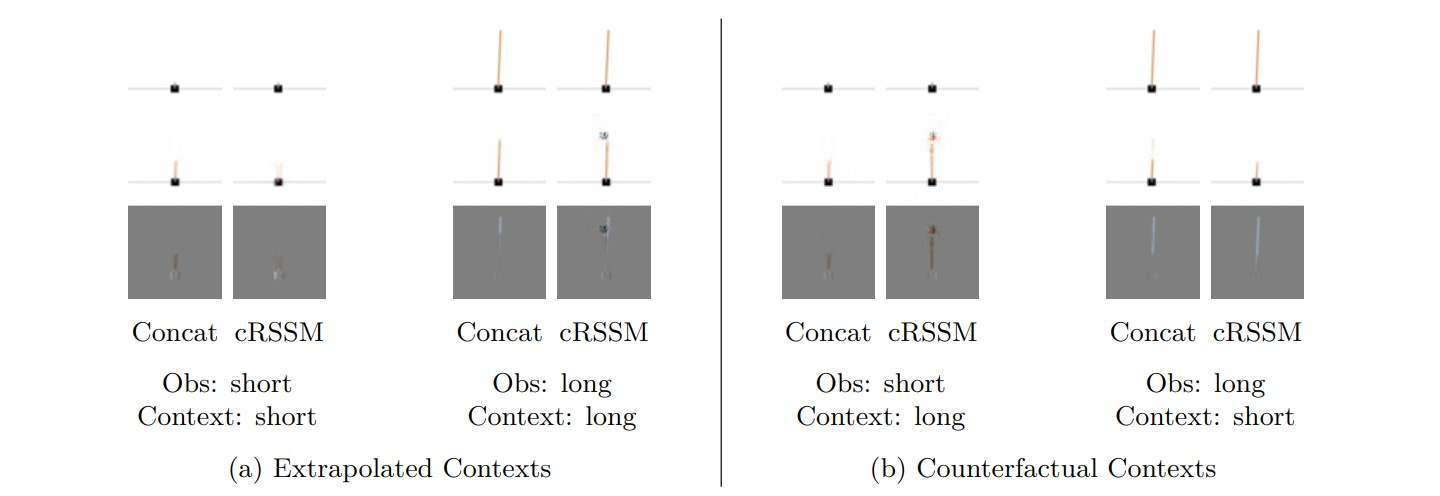 Concat cRSSM
Obs: short
Context: short
Concat cRSSM
Obs: long
Context: long
(a) Extrapolated Contexts
Concat cRSSM
Obs: short
Context: long
Concat cRSSM
Obs: long
Context: short
(b) Counterfactual Contexts